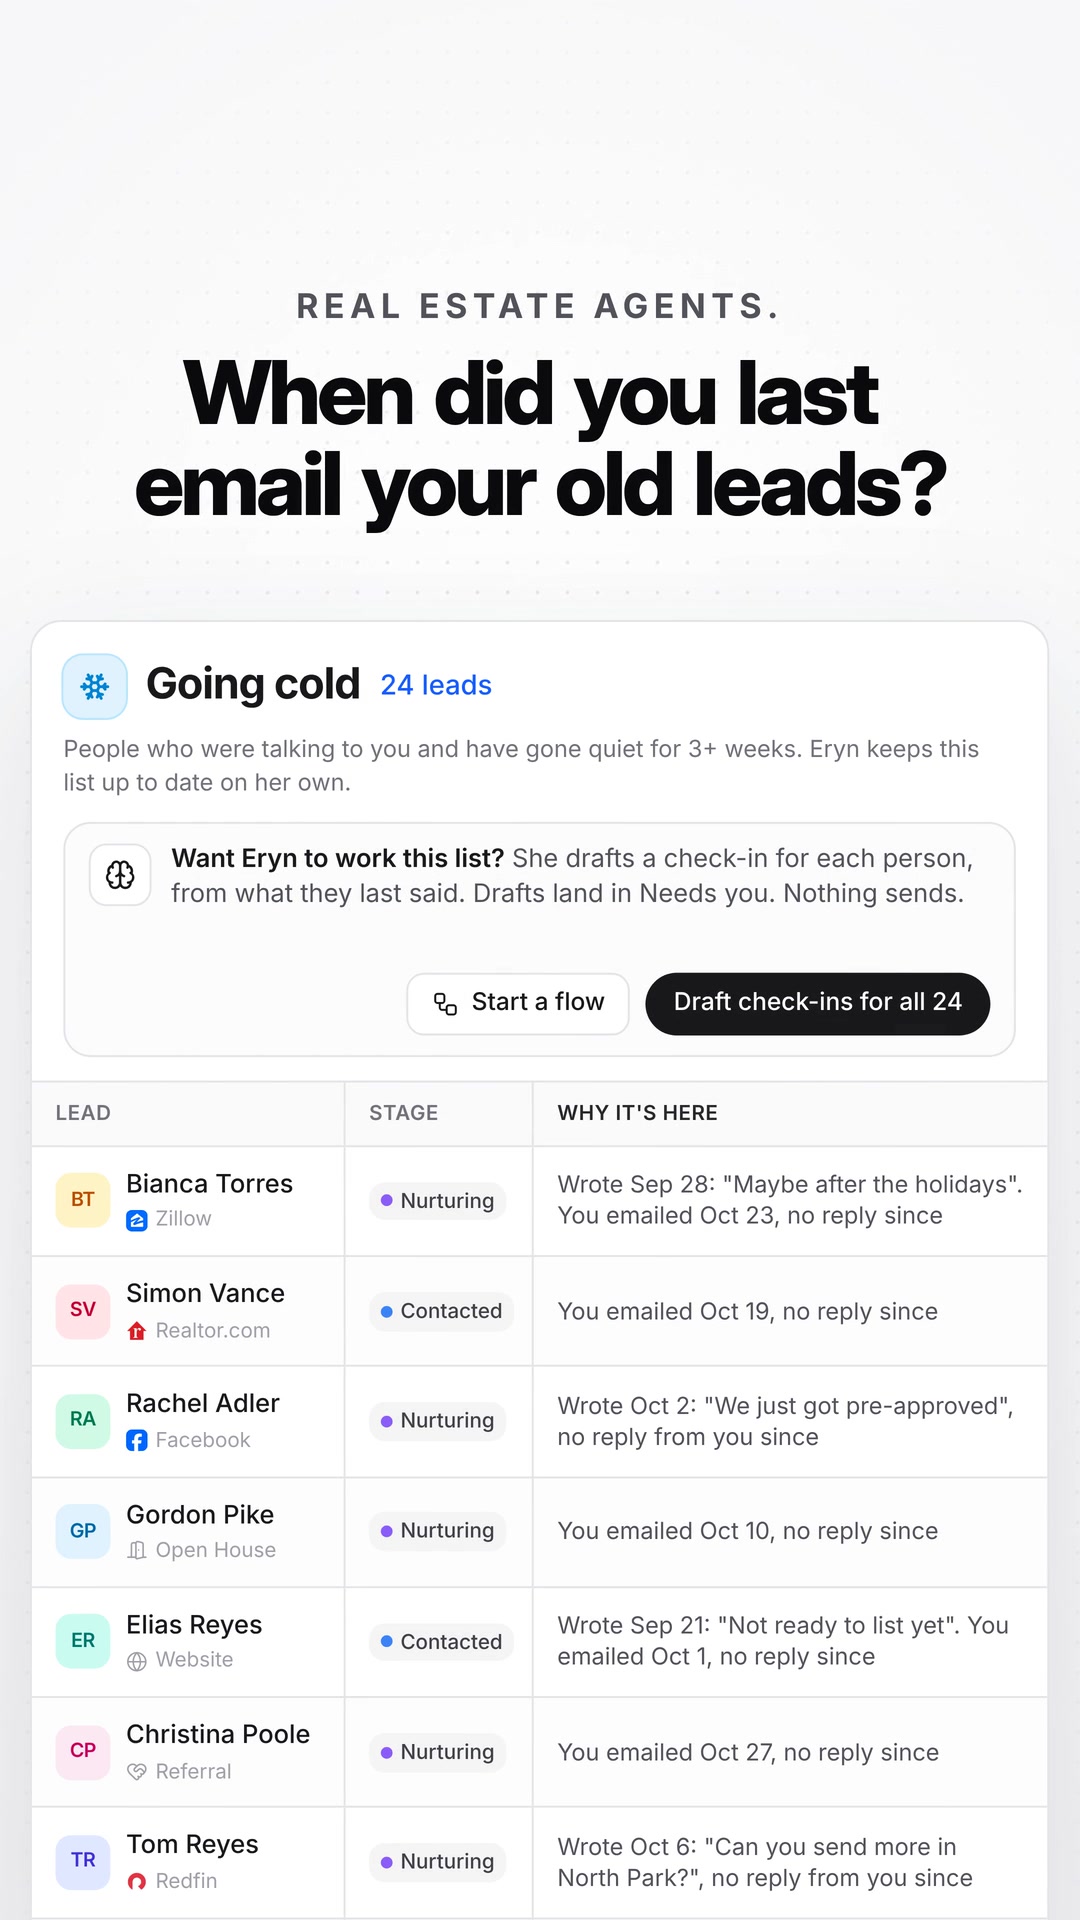 REAL ESTATE AGENTS.
When did you last
email your old leads?
Going cold 24 leads
People who were talking to you and have gone quiet for 3+ weeks. Eryn keeps this
list up to date on her own.
Want Eryn to work this list? She drafts a check-in for each person,
from what they last said. Drafts land in Needs you. Nothing sends.
Start a flow
Draft check-ins for all 24
LEAD STAGE WHY IT'S HERE
BT
Bianca Torres
Zillow
Nurturing
Wrote Sep 28: "Maybe after the holidays".
You emailed Oct 23, no reply since
SV
Simon Vance
Realtor.com
Contacted
You emailed Oct 19, no reply since
RA
Rachel Adler
Facebook
Nurturing
Wrote Oct 2: "We just got pre-approved",
no reply from you since
GP
Gordon Pike
Open House
Nurturing
You emailed Oct 10, no reply since
ER
Elias Reyes
Website
Contacted
Wrote Sep 21: "Not ready to list yet". You
emailed Oct 1, no reply since
CP
Christina Poole
Referral
Nurturing
You emailed Oct 27, no reply since
TR
Tom Reyes
Redfin
Nurturing
Wrote Oct 6: "Can you send more in
North Park?", no reply from you since